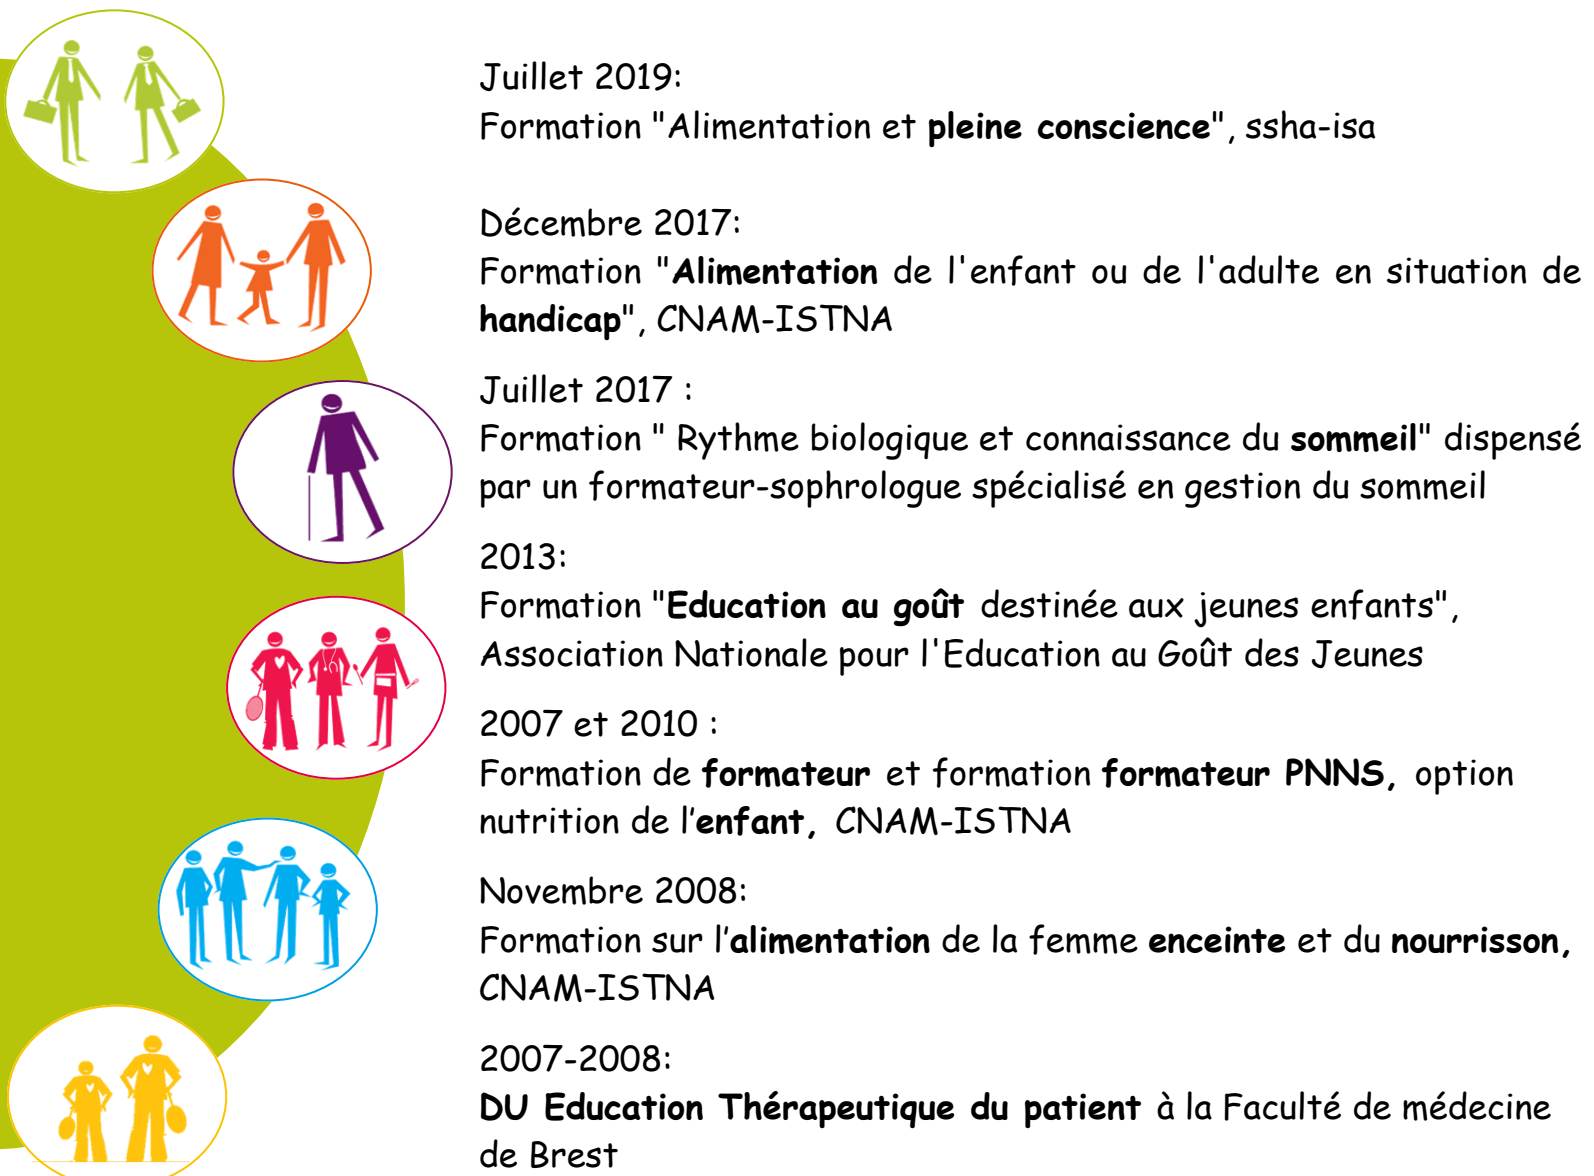 Juillet 2019:
Formation "Alimentation et pleine conscience", ssha-isa
Décembre 2017:
Formation "Alimentation de l'enfant ou de l'adulte en situation de
handicap", CNAM-ISTNA
Juillet 2017 :
Formation " Rythme biologique et connaissance du sommeil" dispensé
par un formateur-sophrologue spécialisé en gestion du sommeil
2013:
Formation "Education au goût destinée aux jeunes enfants",
Association Nationale pour l'Education au Goût des Jeunes
2007 et 2010 :
Formation de formateur et formation formateur PNNS, option
nutrition de l’enfant, CNAM-ISTNA
Novembre 2008:
Formation sur l’alimentation de la femme enceinte et du nourrisson,
CNAM-ISTNA
2007-2008:
DU Education Thérapeutique du patient à la Faculté de médecine
de Brest